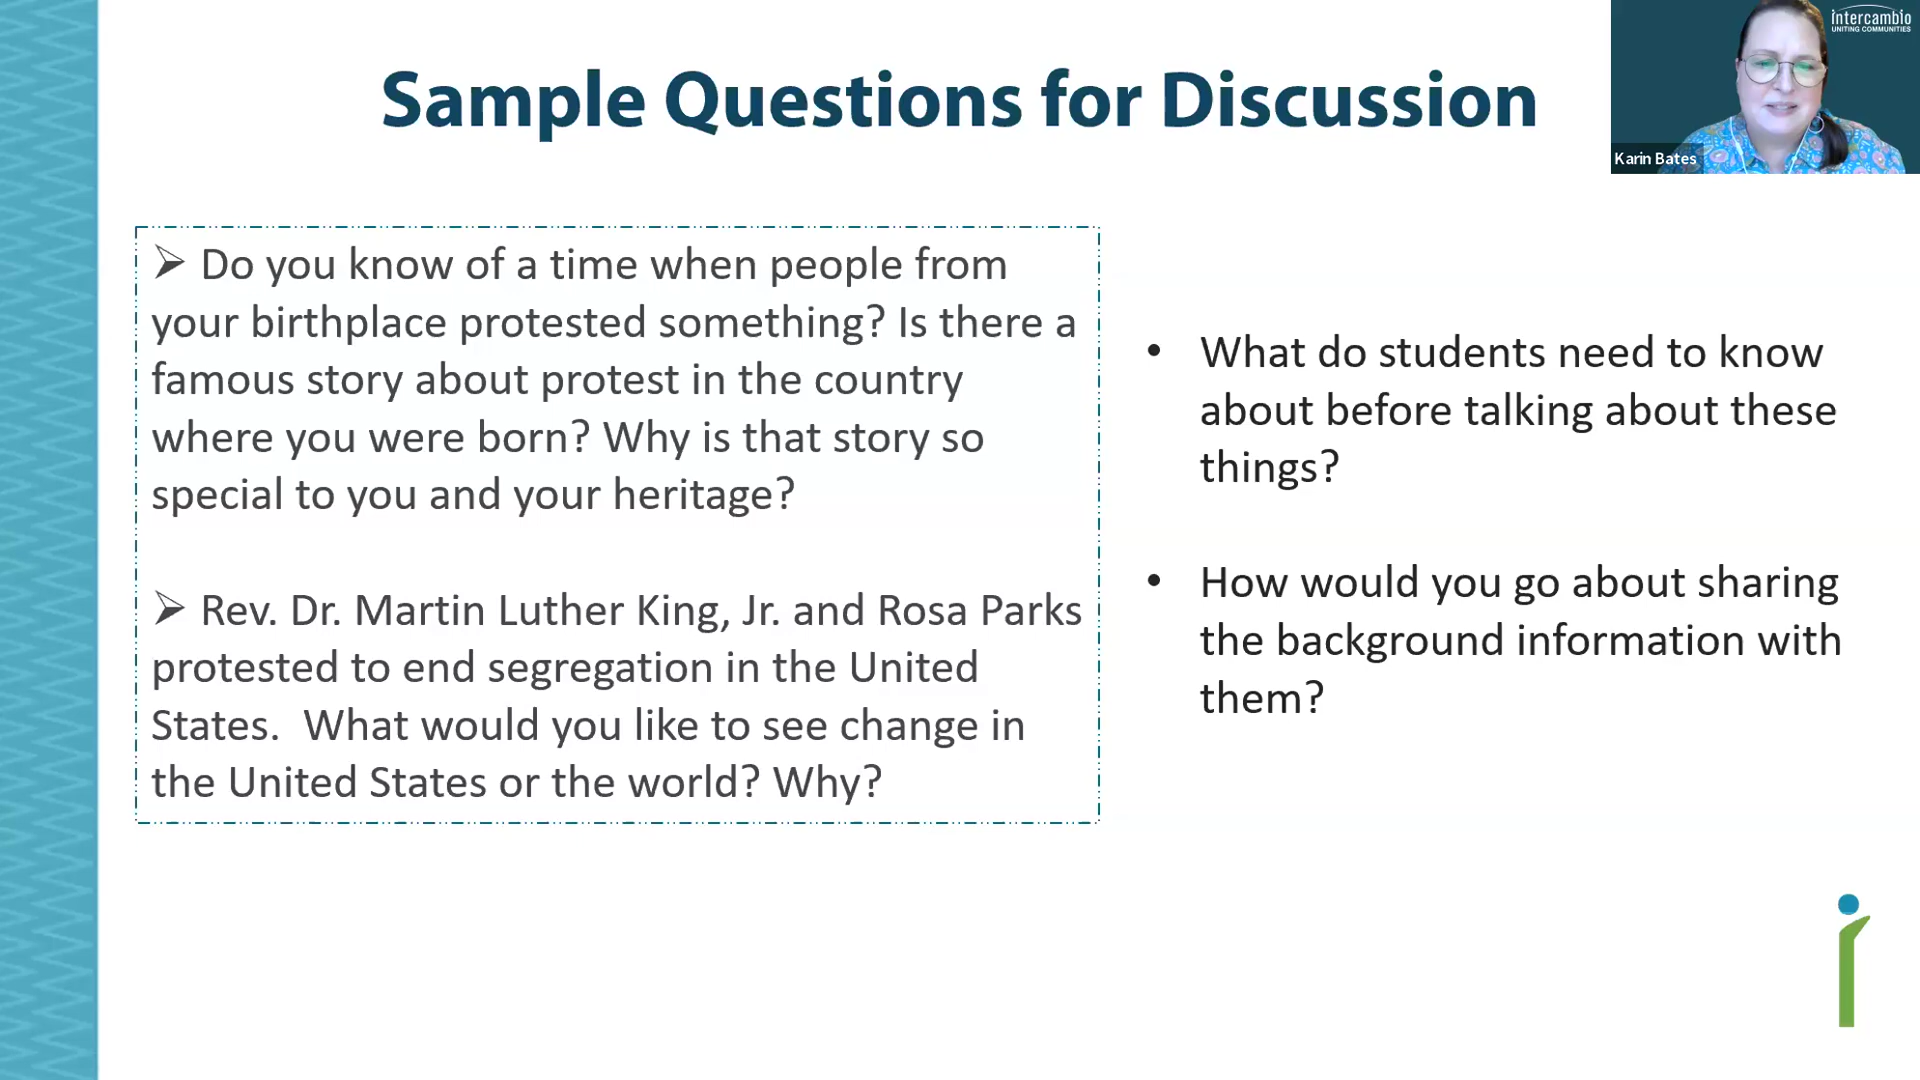 Sample Questions for Discussion
intercambio
UNITING COMMUNITIES
Karin Bates
➢ Do you know of a time when people from
your birthplace protested something? Is there a
famous story about protest in the country
where you were born? Why is that story so
special to you and your heritage?
➢ Rev. Dr. Martin Luther King, Jr. and Rosa Parks
protested to end segregation in the United
States.  What would you like to see change in
the United States or the world? Why?
• What do students need to know
about before talking about these
things?
• How would you go about sharing
the background information with
them?